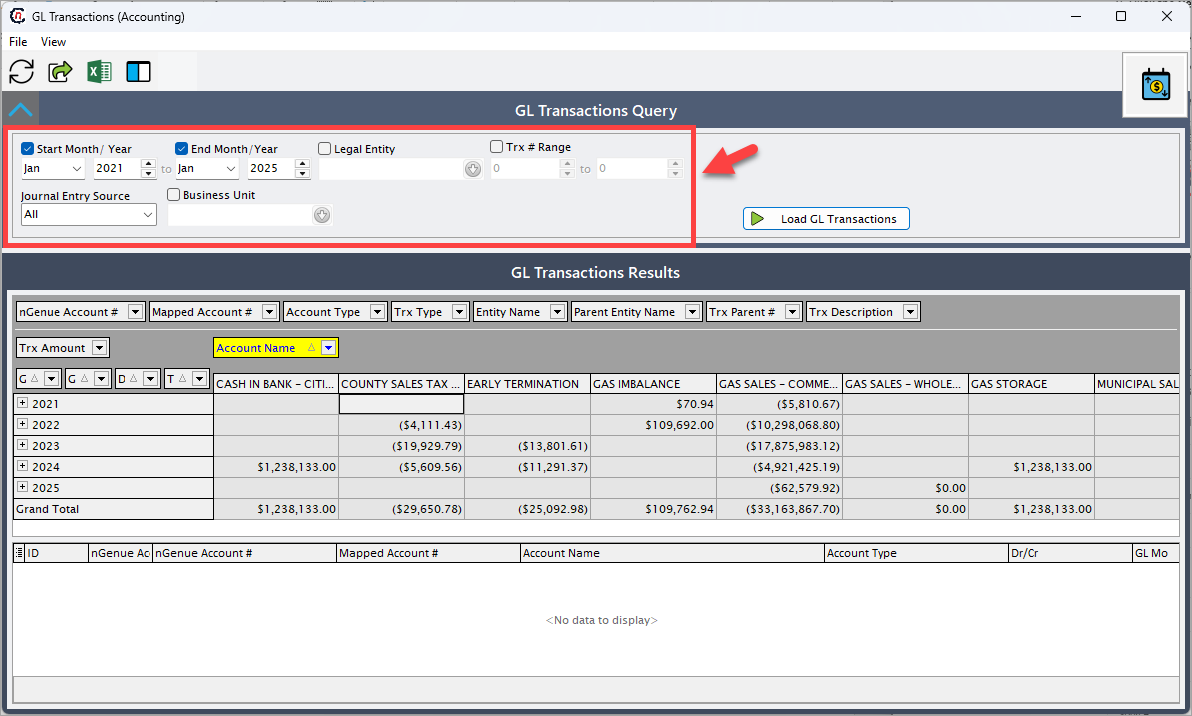 GL Transactions (Accounting)
File View
GL Transactions Query
Start Month/ Year End Month/Year Legal Entity Trx # Range
Jan 2021 to Jan 2025 0 to 0
Journal Entry Source Business Unit
All
Load GL Transactions
GL Transactions Results
nGenue Account # Mapped Account # Account Type Trx Type Entity Name Parent Entity Name Trx Parent # Trx Description
Trx Amount Account Name
G G D T CASH IN BANK - CITI... COUNTY SALES TAX ... EARLY TERMINATION GAS IMBALANCE GAS SALES - COMME... GAS SALES - WHOLE... GAS STORAGE MUNICIPAL SAL
2021 $70.94 ($5,810.67)
2022 ($4,111.43) $109,692.00 ($10,298,068.80)
2023 ($19,929.79) ($13,801.61) ($17,875,983.12)
2024 $1,238,133.00 ($5,609.56) ($11,291.37) ($4,921,425.19) $1,238,133.00
2025 ($62,579.92) $0.00
Grand Total $1,238,133.00 ($29,650.78) ($25,092.98) $109,762.94 ($33,163,867.70) $0.00 $1,238,133.00
ID nGenue Ac nGenue Account # Mapped Account # Account Name Account Type Dr/Cr GL Mo
<No data to display>